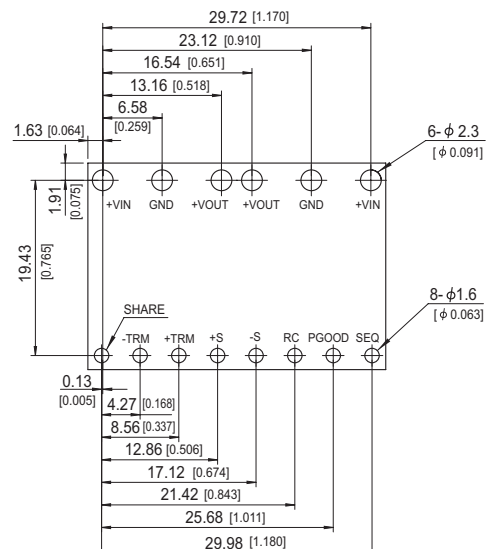 29.72 [1.170]
23.12 [0.910]
16.54 [0.651]
13.16 [0.518]
6.58
[0.259]
1.63 [0.064]
6-ϕ2.3
[ϕ0.091]
1.91
[0.075]
+VIN GND +VOUT +VOUT GND +VIN
19.43
[0.765]
8-ϕ1.6
[ϕ0.063]
SHARE
-TRM +TRM +S -S RC PGOOD SEQ
0.13
[0.005]
4.27 [0.168]
8.56 [0.337]
12.86 [0.506]
17.12 [0.674]
21.42 [0.843]
25.68 [1.011]
29.98 [1.180]